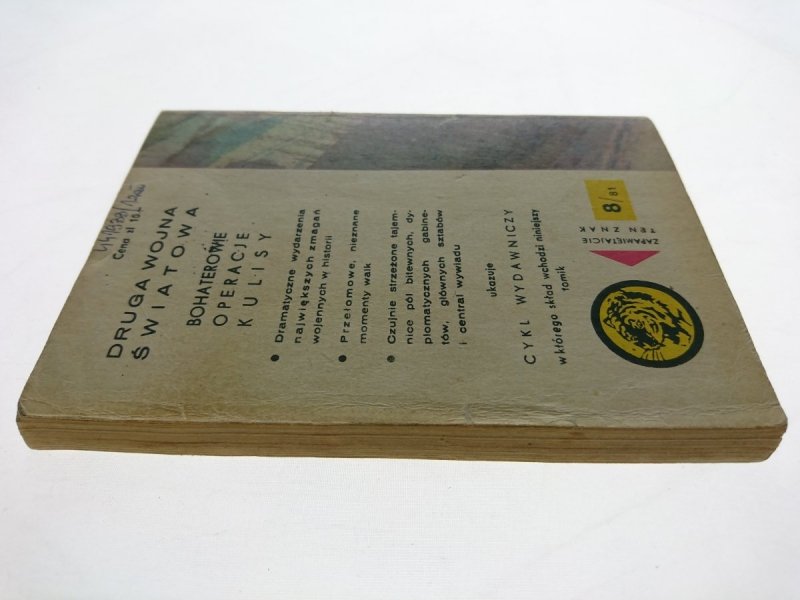 Cena zł 10.-
DRUGA WOJNA
ŚWIATOWA
BOHATEROWIE
OPERACJE
KULISY
● Dramatyczne wydarzenia
największych zmagań
wojennych w historii
● Przełomowe, nieznane
momenty walk
● Czujnie strzeżone tajem-
nice pól bitewnych, dy-
plomatycznych gabine-
tów, głównych sztabów
i central wywiadu
ukazuje
CYKL WYDAWNICZY
w którego skład wchodzi niniejszy
tomik
ZAPAMIĘTAJCIE
TEN ZNAK
8/81